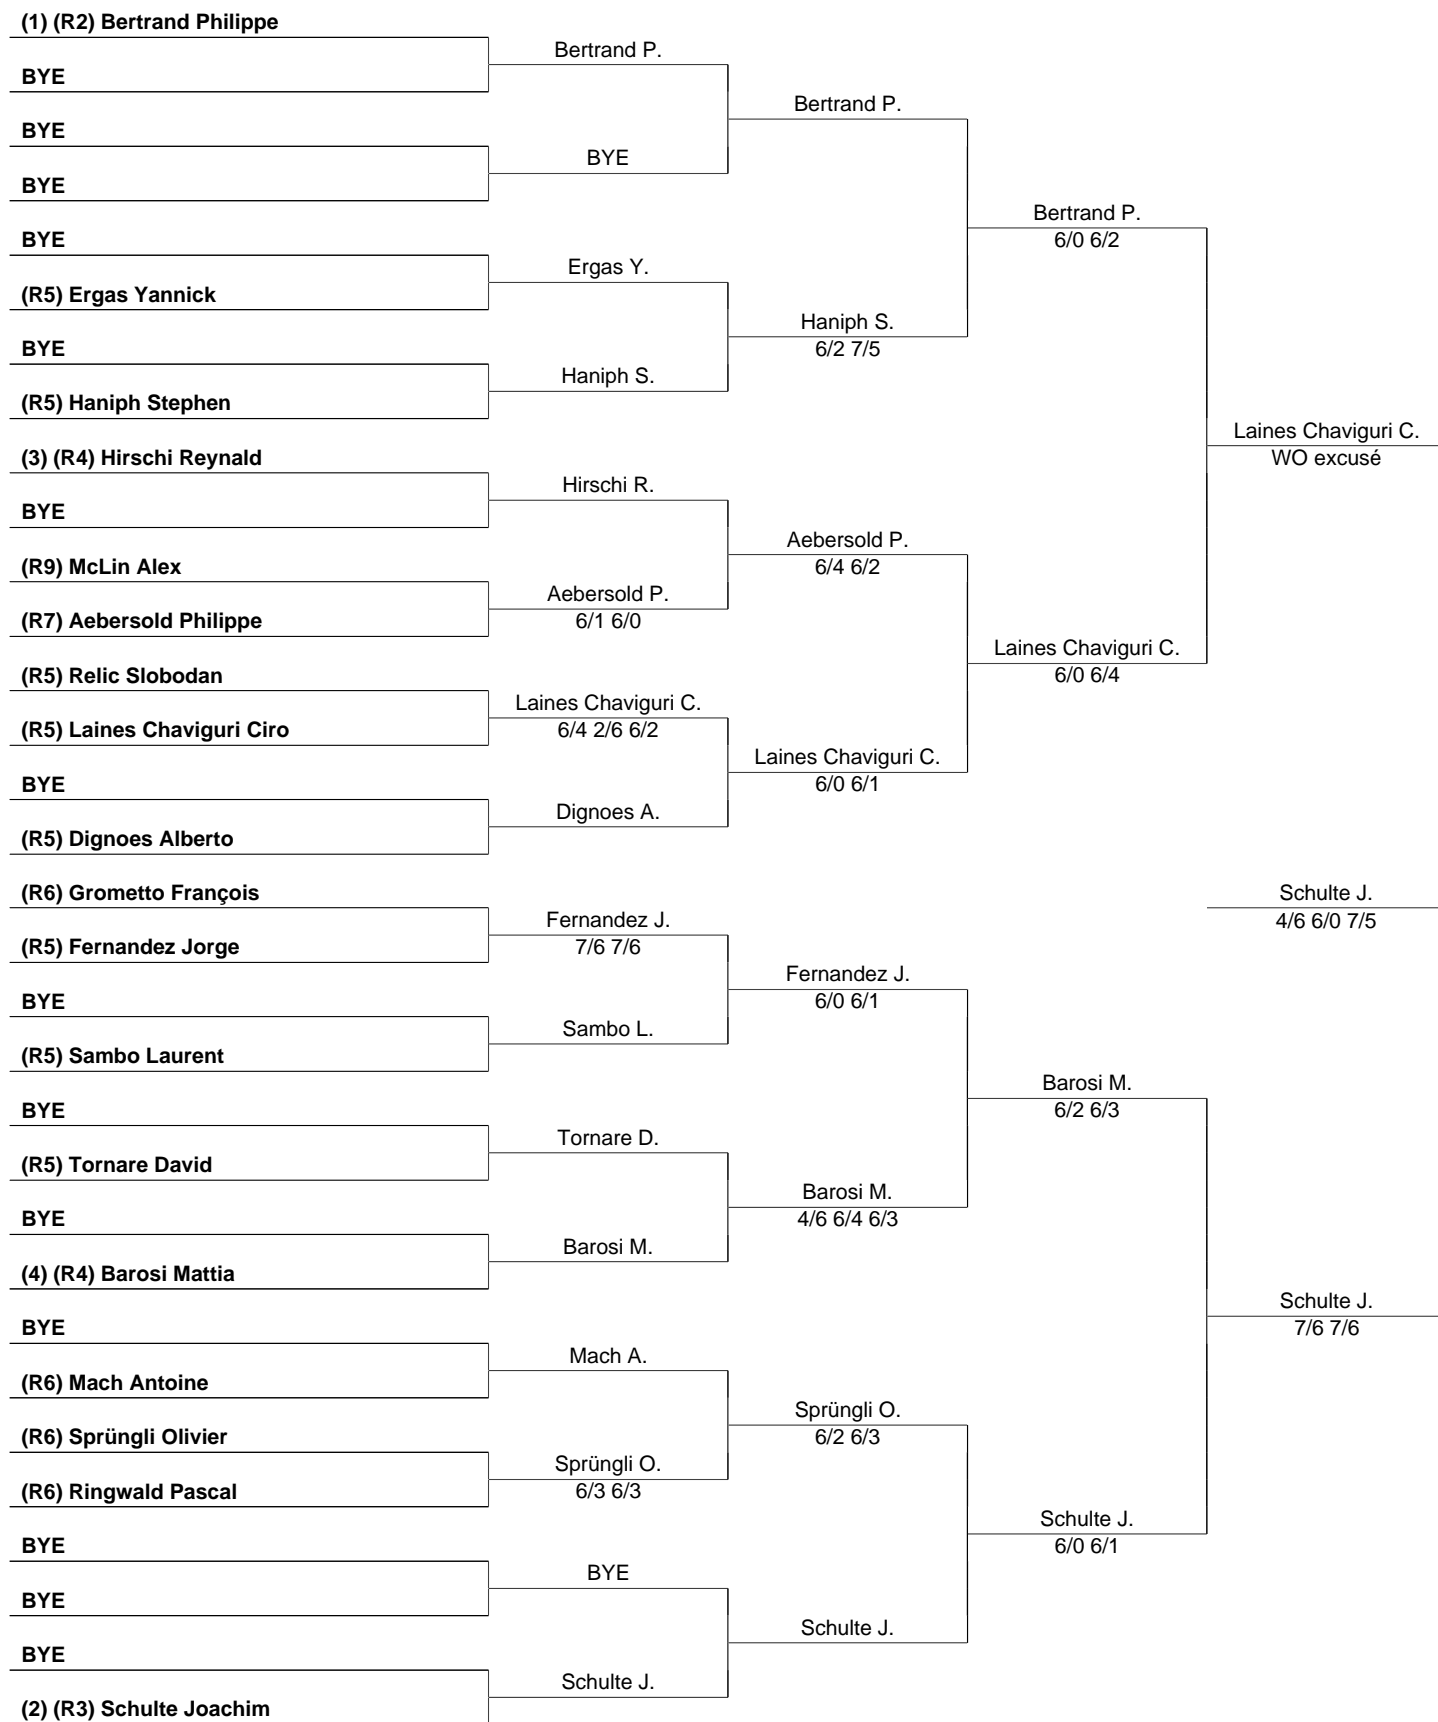 (1) (R2) Bertrand Philippe
BYE
BYE
BYE
BYE
(R5) Ergas Yannick
BYE
(R5) Haniph Stephen
(3) (R4) Hirschi Reynald
BYE
(R9) McLin Alex
(R7) Aebersold Philippe
(R5) Relic Slobodan
(R5) Laines Chaviguri Ciro
BYE
(R5) Dignoes Alberto
(R6) Grometto François
(R5) Fernandez Jorge
BYE
(R5) Sambo Laurent
BYE
(R5) Tornare David
BYE
(4) (R4) Barosi Mattia
BYE
(R6) Mach Antoine
(R6) Sprüngli Olivier
(R6) Ringwald Pascal
BYE
BYE
BYE
(2) (R3) Schulte Joachim
Bertrand P.
BYE
Ergas Y.
Haniph S.
Hirschi R.
Aebersold P.
6/1 6/0
Laines Chaviguri C.
6/4 2/6 6/2
Dignoes A.
Fernandez J.
7/6 7/6
Sambo L.
Tornare D.
Barosi M.
Mach A.
Sprüngli O.
6/3 6/3
BYE
Schulte J.
Bertrand P.
Haniph S.
6/2 7/5
Aebersold P.
6/4 6/2
Laines Chaviguri C.
6/0 6/1
Fernandez J.
6/0 6/1
Barosi M.
4/6 6/4 6/3
Sprüngli O.
6/2 6/3
Schulte J.
Bertrand P.
6/0 6/2
Laines Chaviguri C.
6/0 6/4
Barosi M.
6/2 6/3
Schulte J.
6/0 6/1
Laines Chaviguri C.
WO excusé
Schulte J.
4/6 6/0 7/5
Schulte J.
7/6 7/6